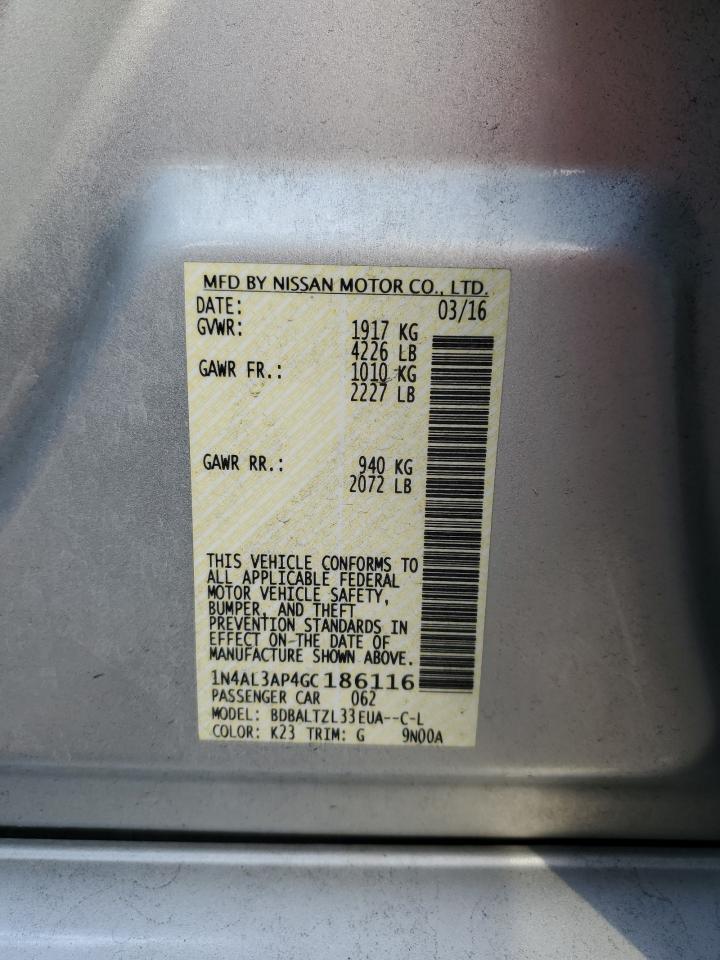 MFD BY NISSAN MOTOR CO., LTD.
DATE: 03/16
GVWR: 1917 KG
4226 LB
GAWR FR.: 1010 KG
2227 LB
GAWR RR.: 940 KG
2072 LB
THIS VEHICLE CONFORMS TO
ALL APPLICABLE FEDERAL
MOTOR VEHICLE SAFETY,
BUMPER, AND THEFT
PREVENTION STANDARDS IN
EFFECT ON THE DATE OF
MANUFACTURE SHOWN ABOVE.
1N4AL3AP4GC186116
PASSENGER CAR 062
MODEL: BDBALTZL33EUA--C-L
COLOR: K23 TRIM: G 9N00A